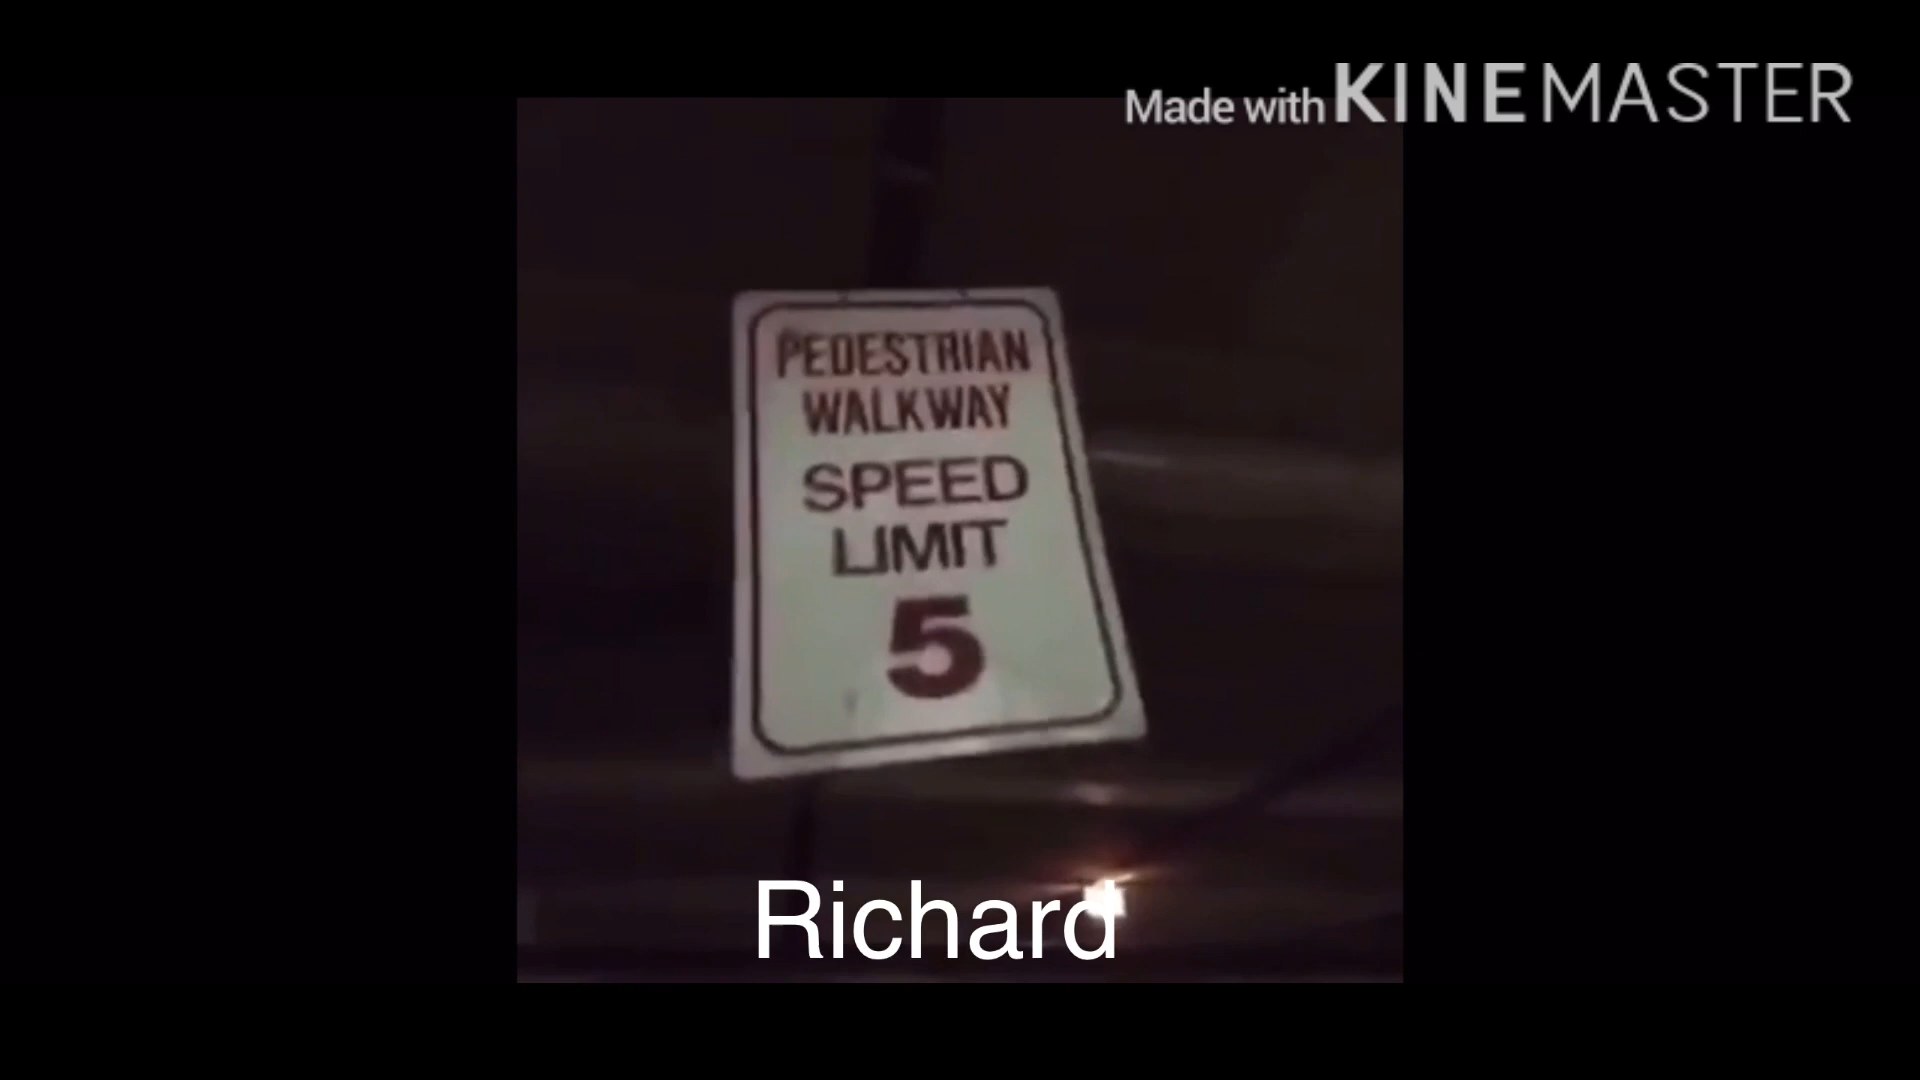 Made with KINEMASTER
PEDESTRIAN
WALKWAY
SPEED
LIMIT
5
Richard